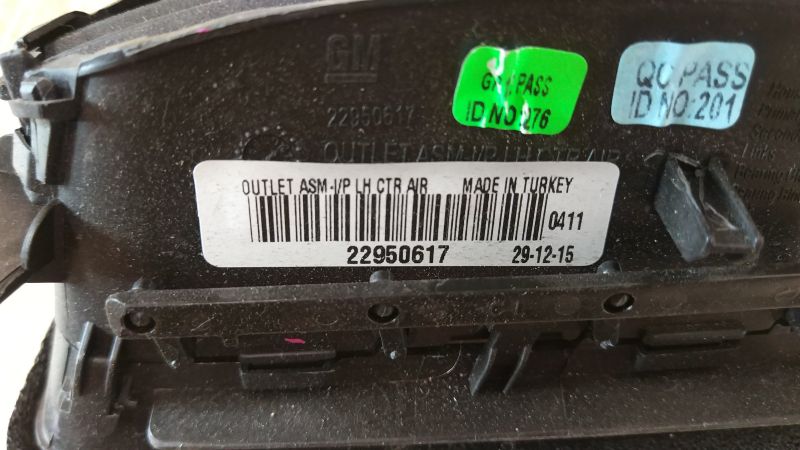 GM
22950617
OUTLET ASM-I/P LH CTR AIR
PASS
ID NO:276
QC PASS
ID NO:201
OUTLET ASM-I/P LH CTR AIR MADE IN TURKEY
0411
22950617 29-12-15